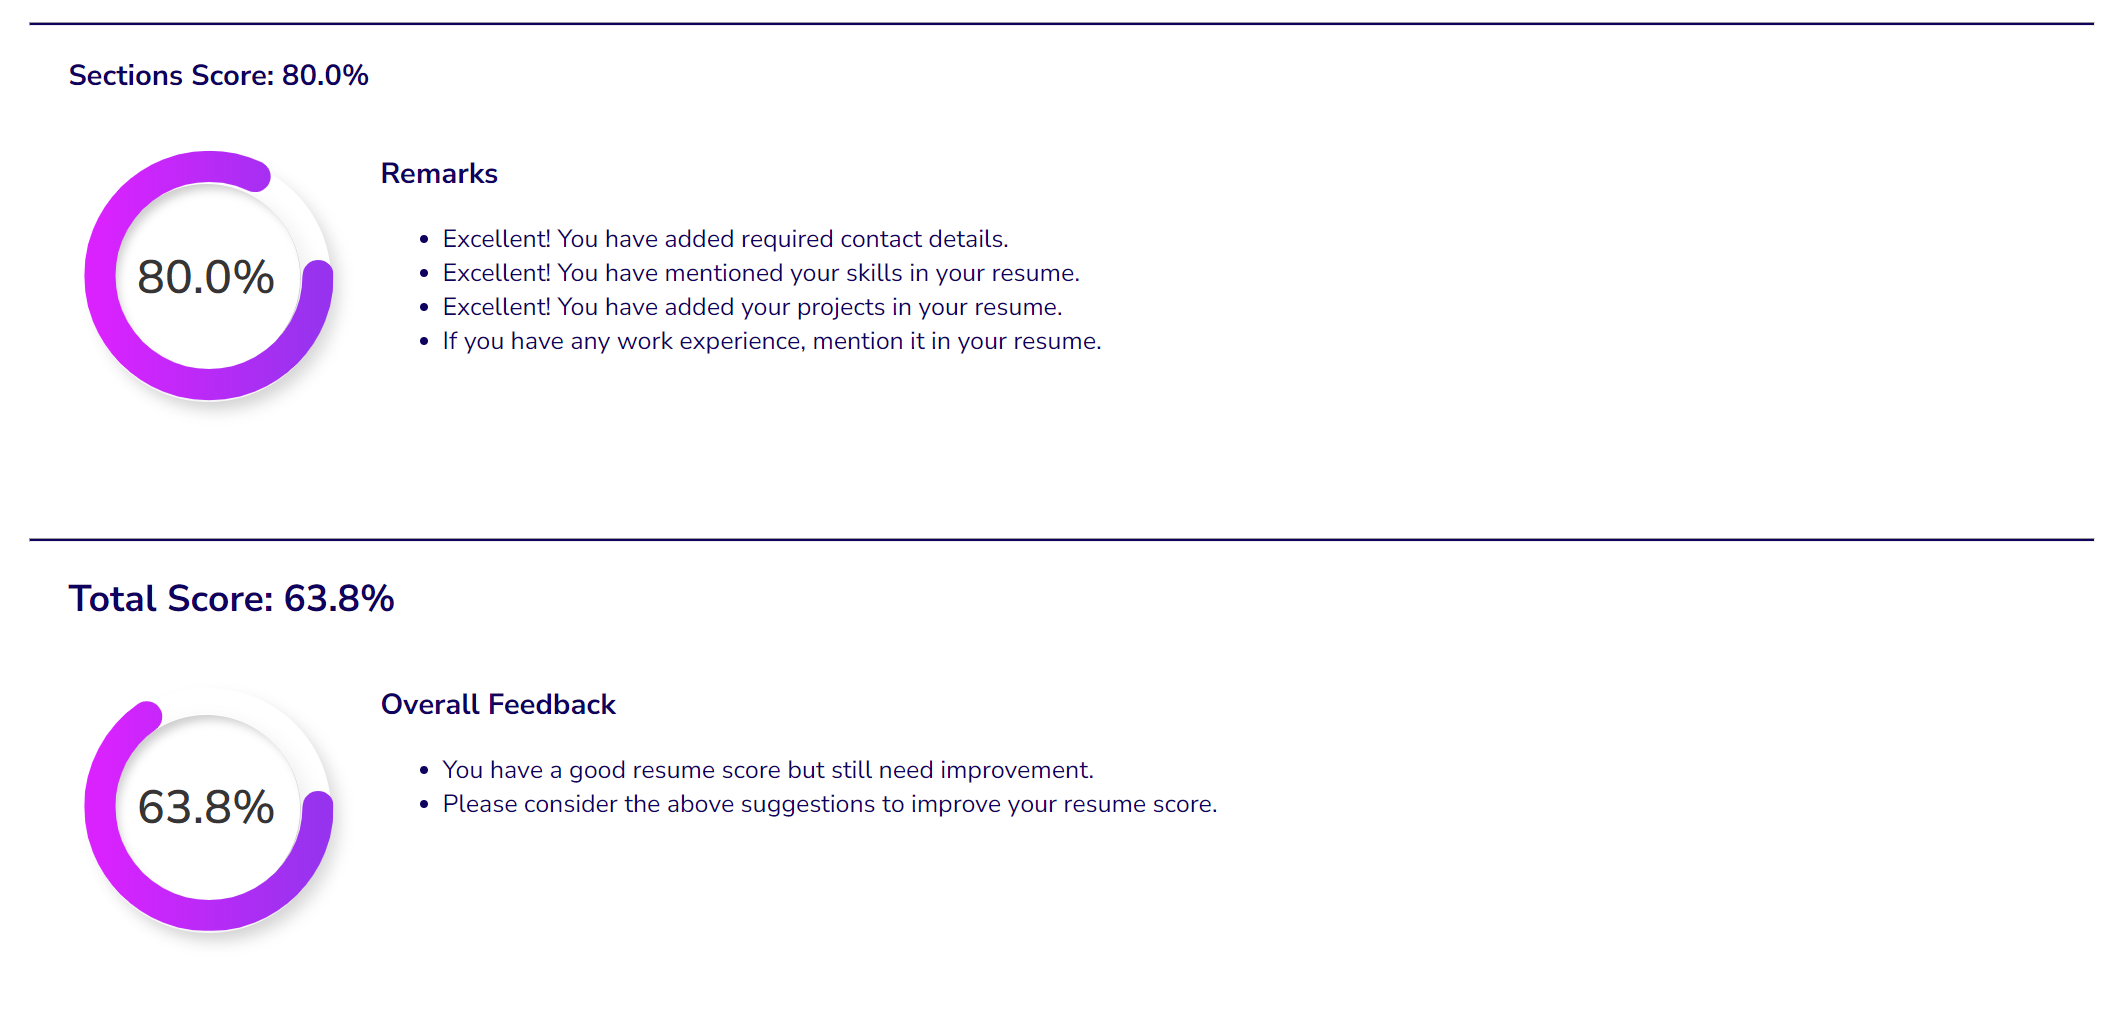 Sections Score: 80.0%
80.0%
Remarks
Excellent! You have added required contact details.
Excellent! You have mentioned your skills in your resume.
Excellent! You have added your projects in your resume.
If you have any work experience, mention it in your resume.
Total Score: 63.8%
63.8%
Overall Feedback
You have a good resume score but still need improvement.
Please consider the above suggestions to improve your resume score.